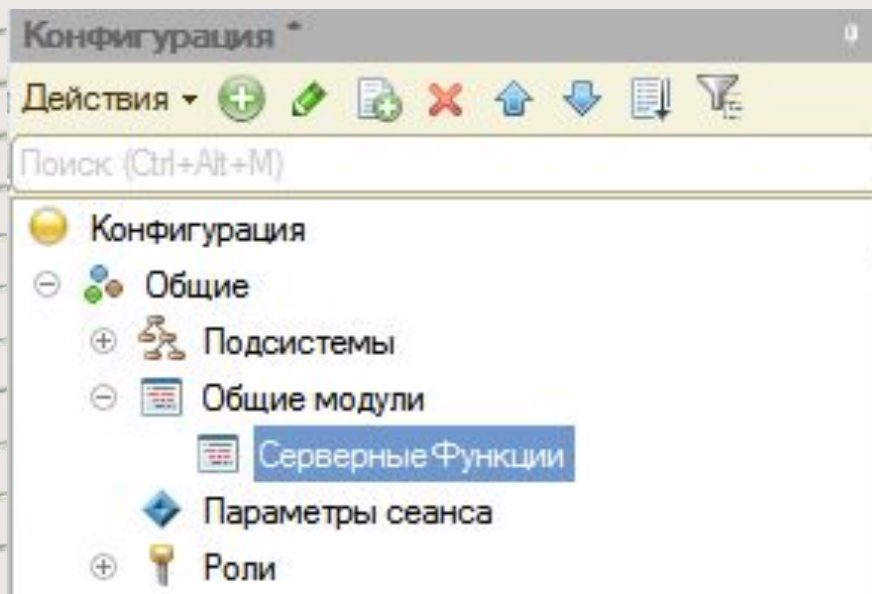 Конфигурация *
Действия
Поиск (Ctrl+Alt+M)
Конфигурация
Общие
Подсистемы
Общие модули
СерверныеФункции
Параметры сеанса
Роли